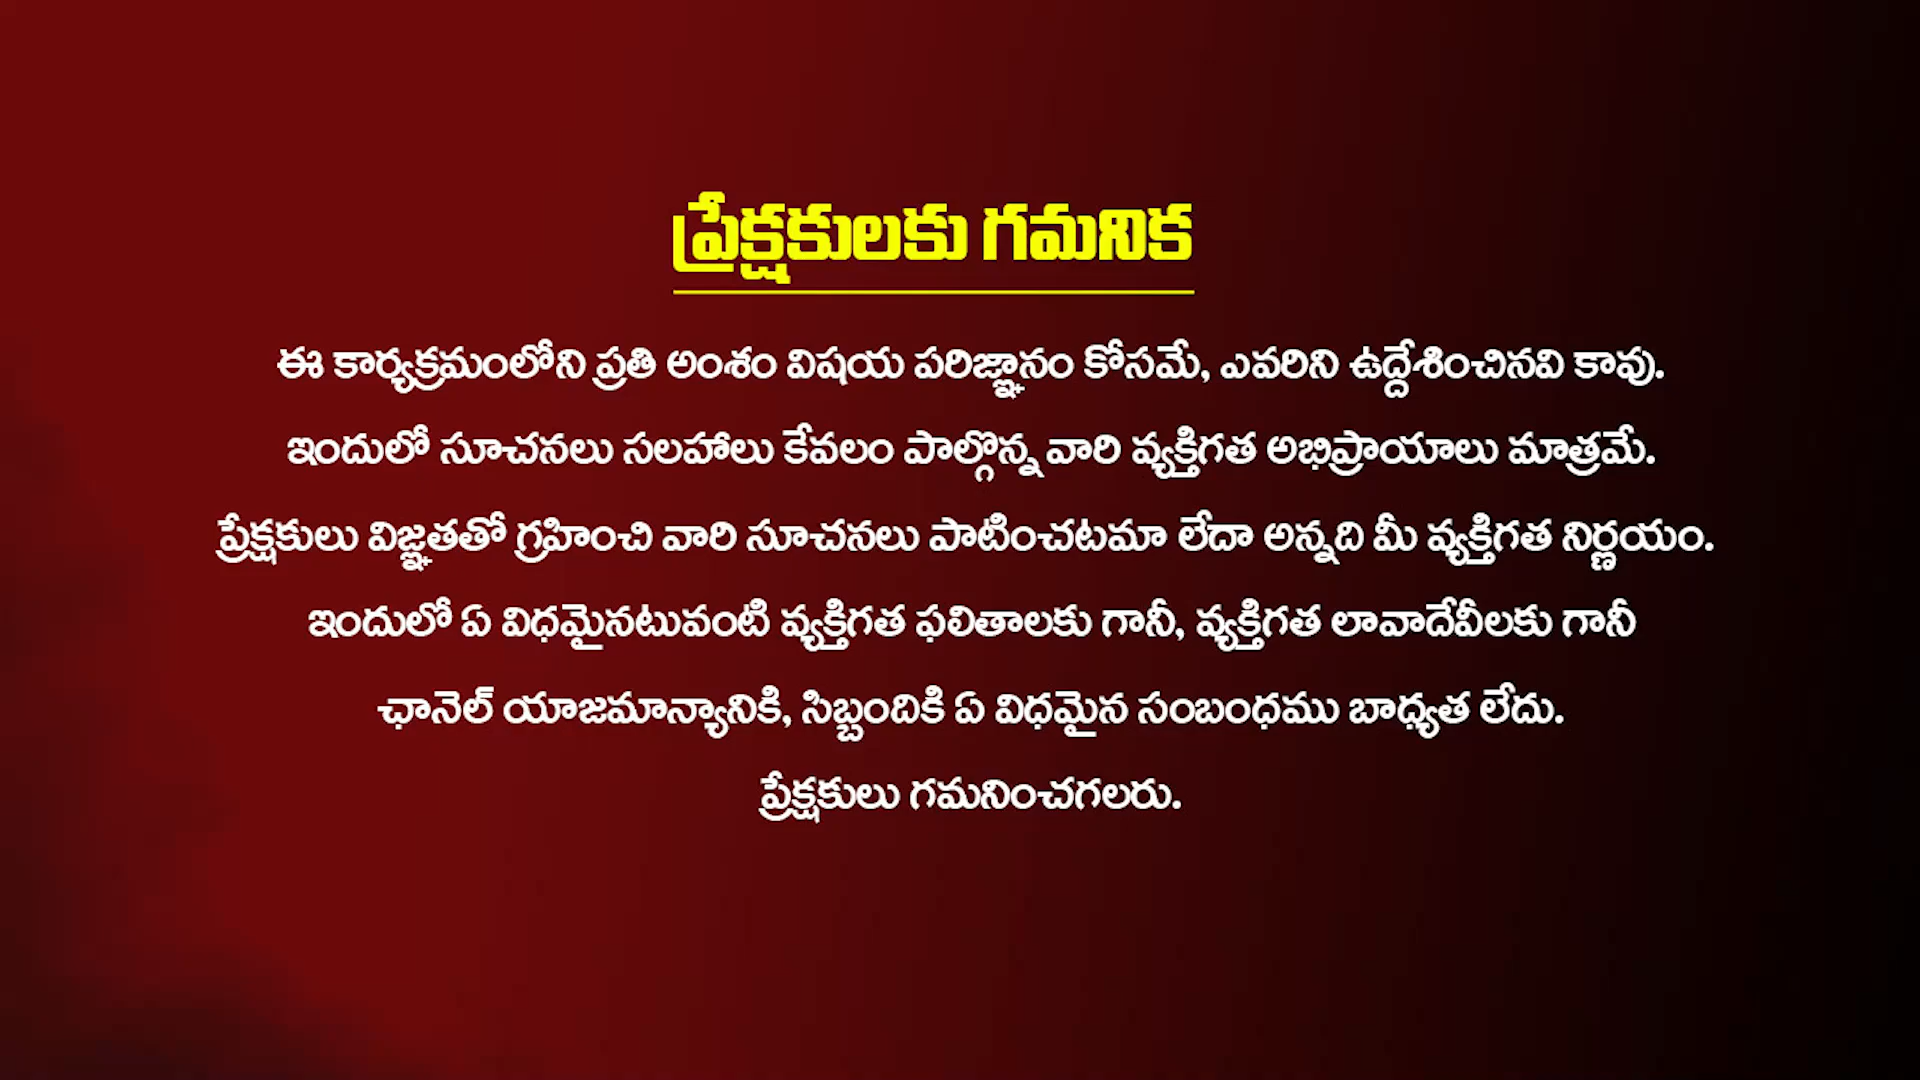 ప్రేక్షకులకు గమనిక
ఈ కార్యక్రమంలోని ప్రతి అంశం విషయ పరిజ్ఞానం కోసమే, ఎవరిని ఉద్దేశించినవి కావు.
ఇందులో సూచనలు సలహాలు కేవలం పాల్గొన్న వారి వ్యక్తిగత అభిప్రాయాలు మాత్రమే.
ప్రేక్షకులు విజ్ఞతతో గ్రహించి వారి సూచనలు పాటించటమా లేదా అన్నది మీ వ్యక్తిగత నిర్ణయం.
ఇందులో ఏ విధమైనటువంటి వ్యక్తిగత ఫలితాలకు గానీ, వ్యక్తిగత లావాదేవీలకు గానీ
ఛానెల్ యాజమాన్యానికి, సిబ్బందికి ఏ విధమైన సంబంధము బాధ్యత లేదు.
ప్రేక్షకులు గమనించగలరు.